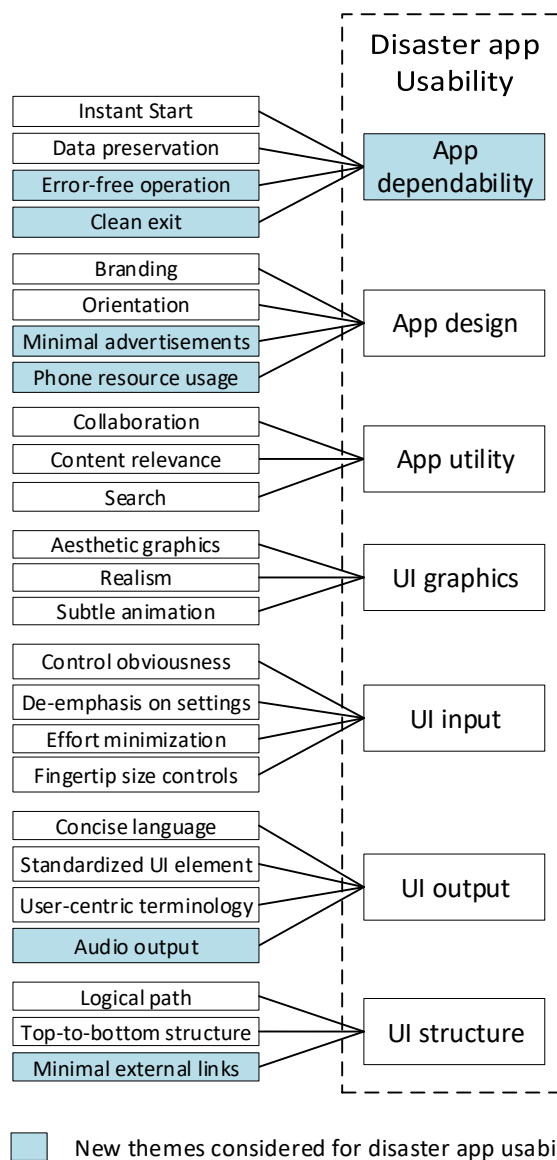 Disaster app
Usability
Instant Start
Data preservation
Error-free operation
Clean exit
App
dependability
Branding
Orientation
Minimal advertisements
Phone resource usage
App design
Collaboration
Content relevance
Search
App utility
Aesthetic graphics
Realism
Subtle animation
UI graphics
Control obviousness
De-emphasis on settings
Effort minimization
Fingertip size controls
UI input
Concise language
Standardized UI element
User-centric terminology
Audio output
UI output
Logical path
Top-to-bottom structure
Minimal external links
UI structure
New themes considered for disaster app usabi